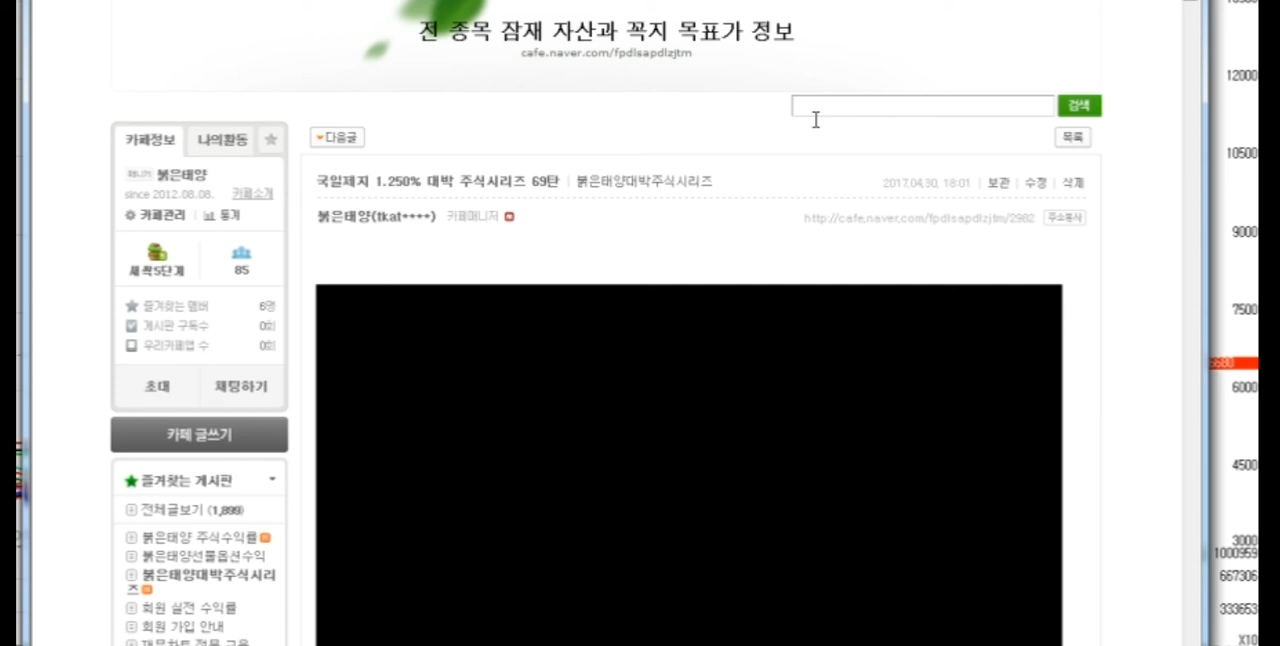 전 종목 잠재 자산과 꼭지 목표가 정보
cafe.naver.com/fpdlsapdlzjtm
검색
카페정보 나의활동
다음글
목록
매니저 붉은태양
since 2012.08.08. 카페소개
카페관리 통계
새싹5단계 85
즐겨찾는 멤버 6명
게시판 구독수 0회
우리카페앱 수 0회
초대 채팅하기
카페 글쓰기
즐겨찾는 게시판
전체글보기 (1,899)
붉은태양 주식수익률
붉은태양선물옵션수익
붉은태양대박주식시리
즈
회원 실전 수익률
회원 가입 안내
국일제지 1.250% 대박 주식시리즈 69탄 | 붉은태양대박주식시리즈
2017.04.30. 18:01 | 보관 | 수정 | 삭제
붉은태양(tkat****) 카페매니저
http://cafe.naver.com/fpdlsapdlzjtm/2982 주소복사
12000
10500
9000
7500
6680
6000
4500
3000
1000959
667306
333653
X10